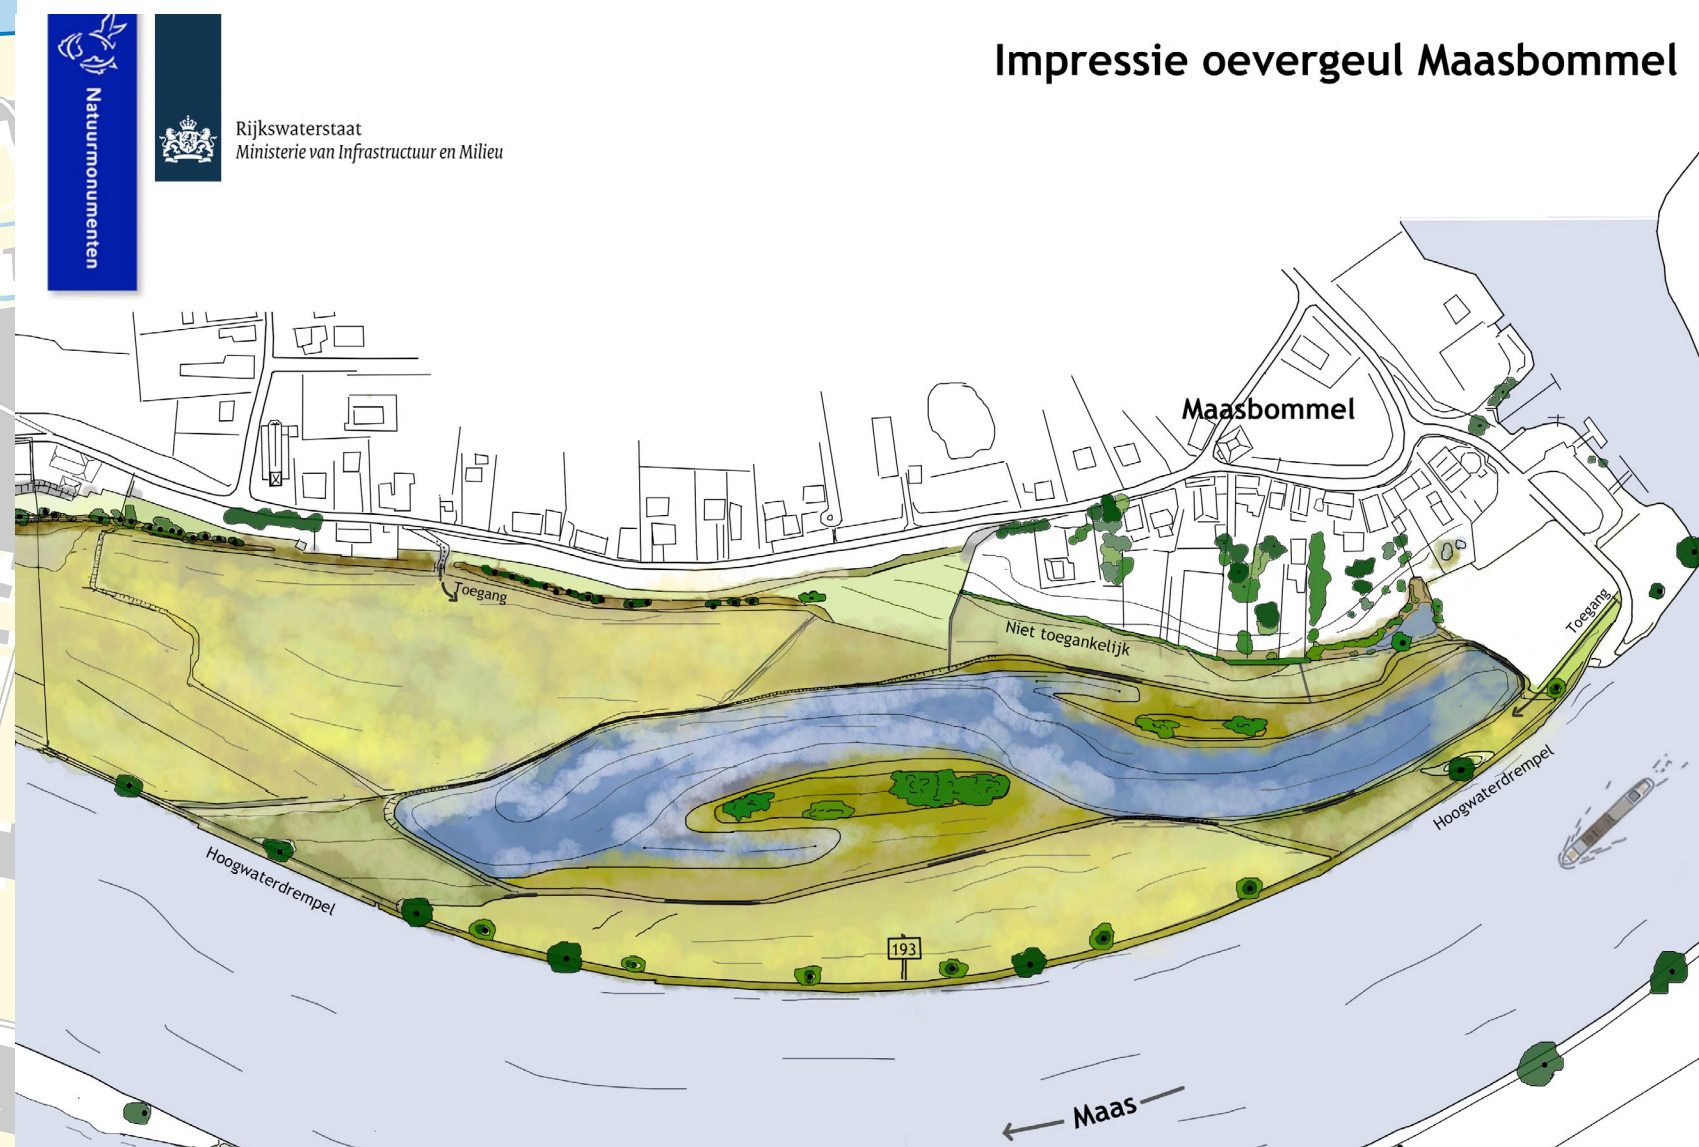 Natuurmonumenten
Rijkswaterstaat
Ministerie van Infrastructuur en Milieu
Impressie oevergeul Maasbommel
Maasbommel
Toegang
Niet toegankelijk
Toegang
Hoogwaterdrempel
Hoogwaterdrempel
193
Maas